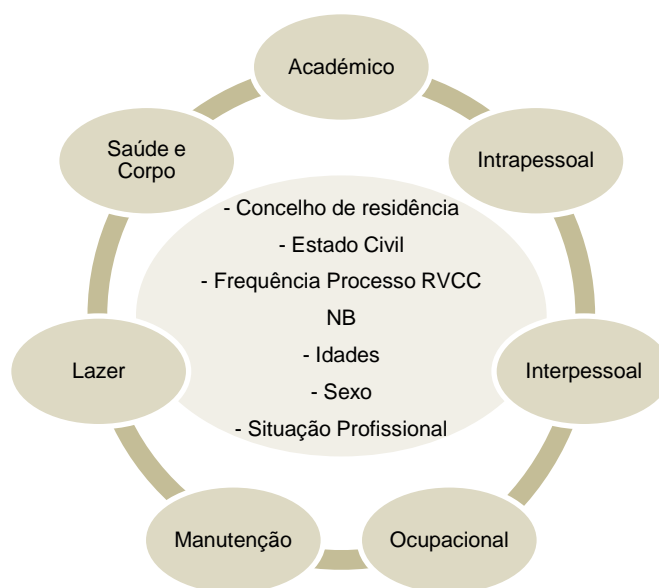 Académico
Saúde e
Corpo
Intrapessoal
- Concelho de residência
- Estado Civil
- Frequência Processo RVCC
NB
- Idades
- Sexo
- Situação Profissional
Lazer
Interpessoal
Manutenção
Ocupacional